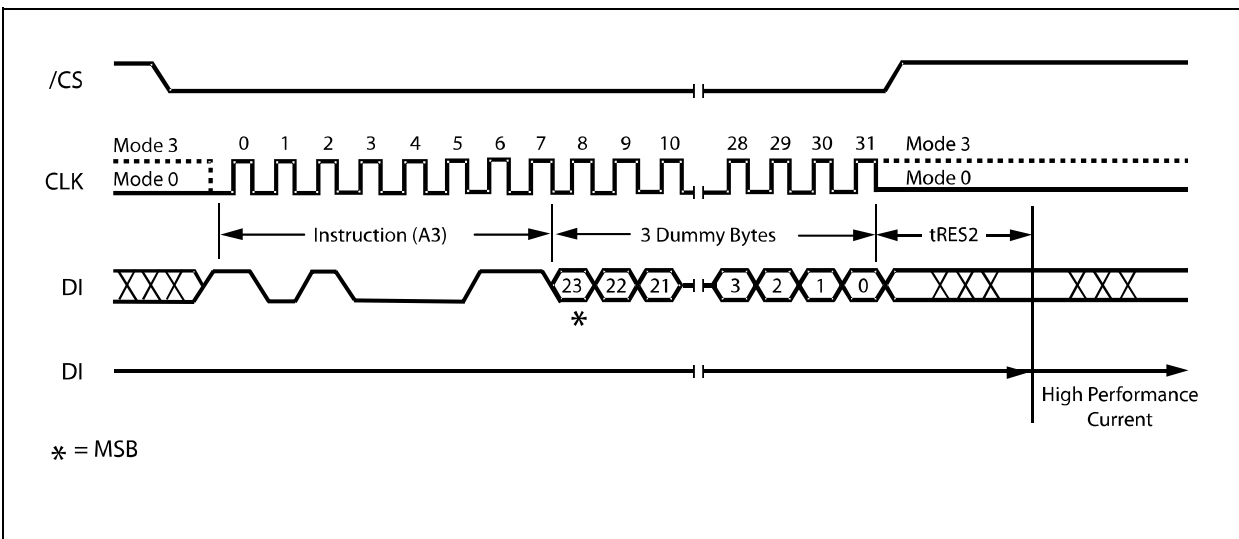 /CS
Mode 3 0 1 2 3 4 5 6 7 8 9 10 28 29 30 31 Mode 3
CLK Mode 0 Mode 0
Instruction (A3) 3 Dummy Bytes tRES2
DI 23 22 21 3 2 1 0
*
DI
High Performance
Current
* = MSB